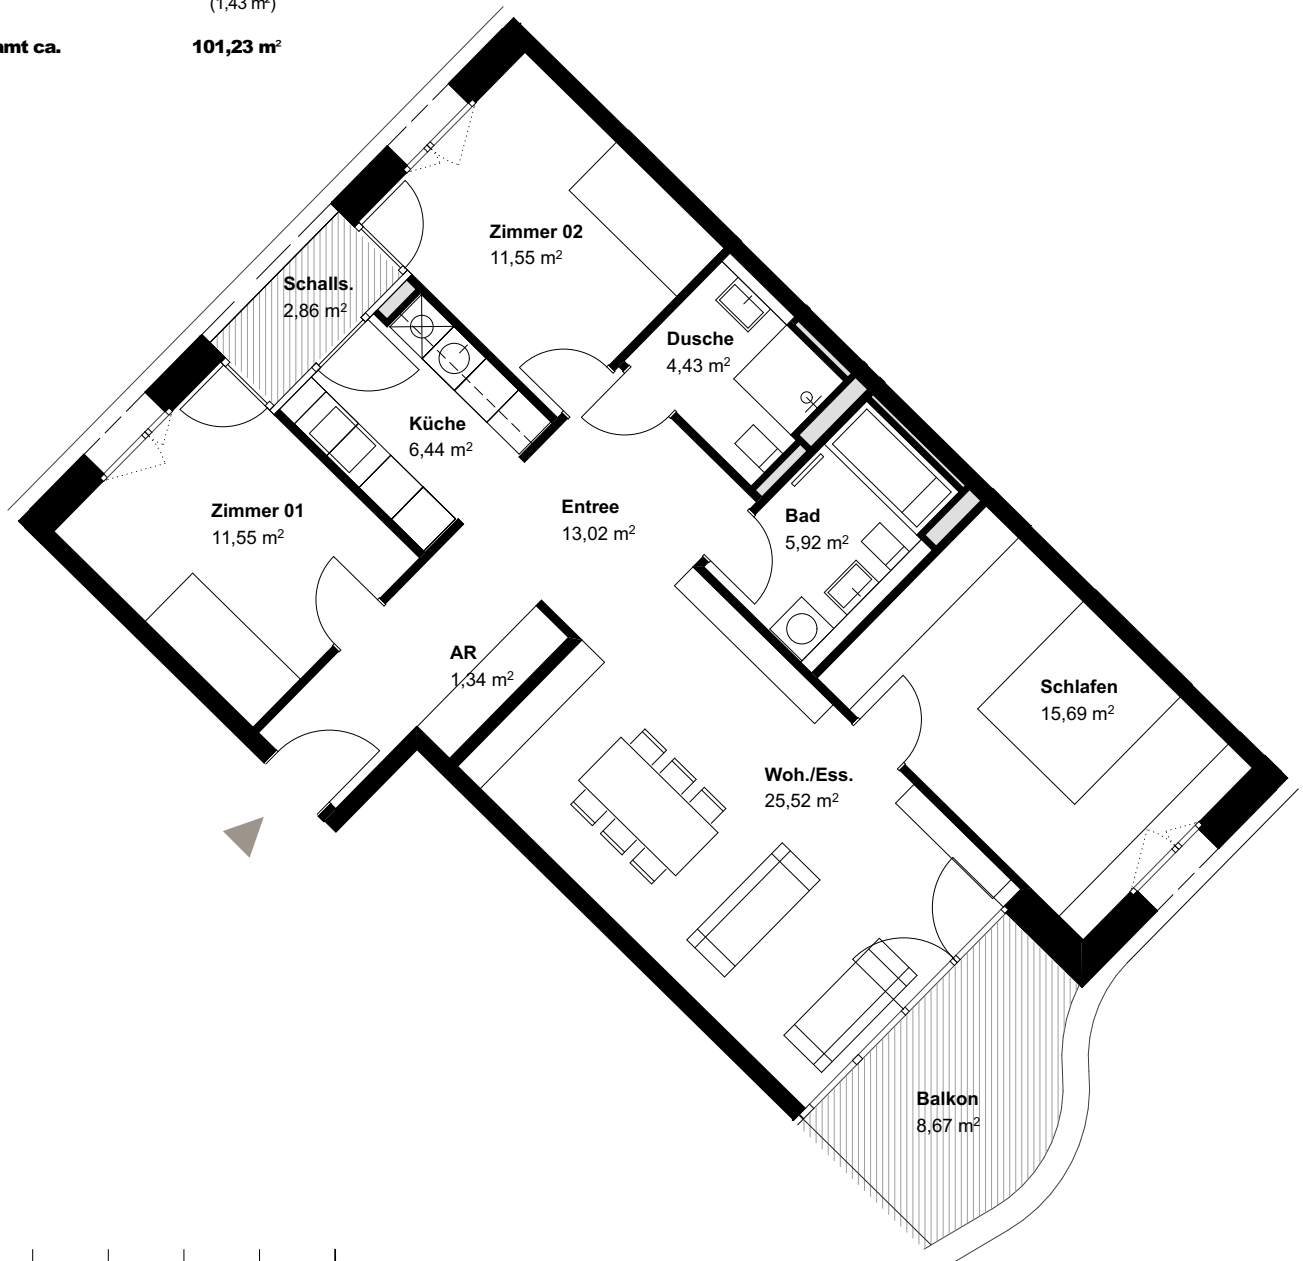 (1,43 m²)
amt ca. 101,23 m²
Zimmer 02
11,55 m²
Schalls.
2,86 m²
Dusche
4,43 m²
Küche
6,44 m²
Zimmer 01
11,55 m²
Entree
13,02 m²
Bad
5,92 m²
AR
1,34 m²
Schlafen
15,69 m²
Woh./Ess.
25,52 m²
Balkon
8,67 m²